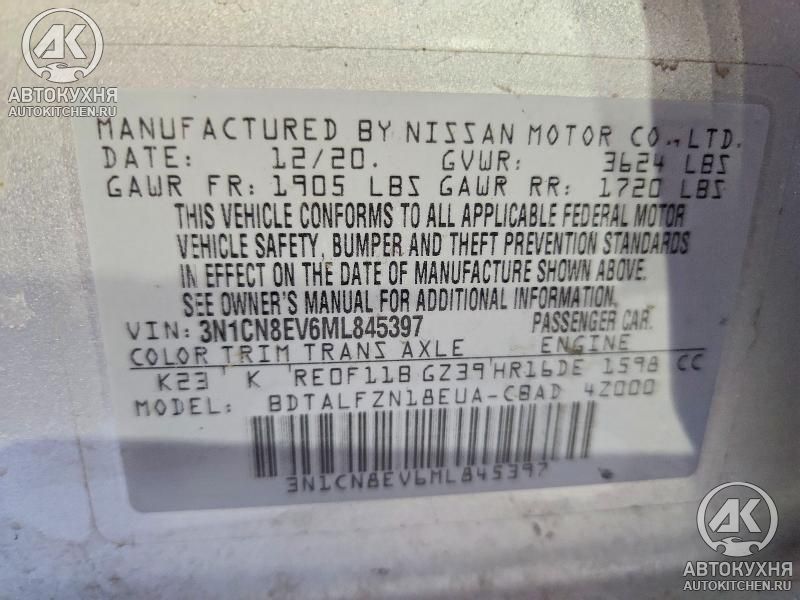 АК
АВТОКУХНЯ
AUTOKITCHEN.RU
MANUFACTURED BY NISSAN MOTOR CO., LTD.
DATE: 12/20. GVWR: 3624 LBS
GAWR FR: 1905 LBS GAWR RR: 1720 LBS
THIS VEHICLE CONFORMS TO ALL APPLICABLE FEDERAL MOTOR
VEHICLE SAFETY, BUMPER AND THEFT PREVENTION STANDARDS
IN EFFECT ON THE DATE OF MANUFACTURE SHOWN ABOVE.
SEE OWNER'S MANUAL FOR ADDITIONAL INFORMATION.
VIN: 3N1CN8EV6ML845397 PASSENGER CAR.
COLOR TRIM TRANS AXLE ENGINE
K23 K RE0F11B GZ39 HR16DE 1598 CC
MODEL: BDTALFZN18EUA-CBAD 4Z000
3N1CN8EV6ML845397
АК
АВТОКУХНЯ
AUTOKITCHEN.RU